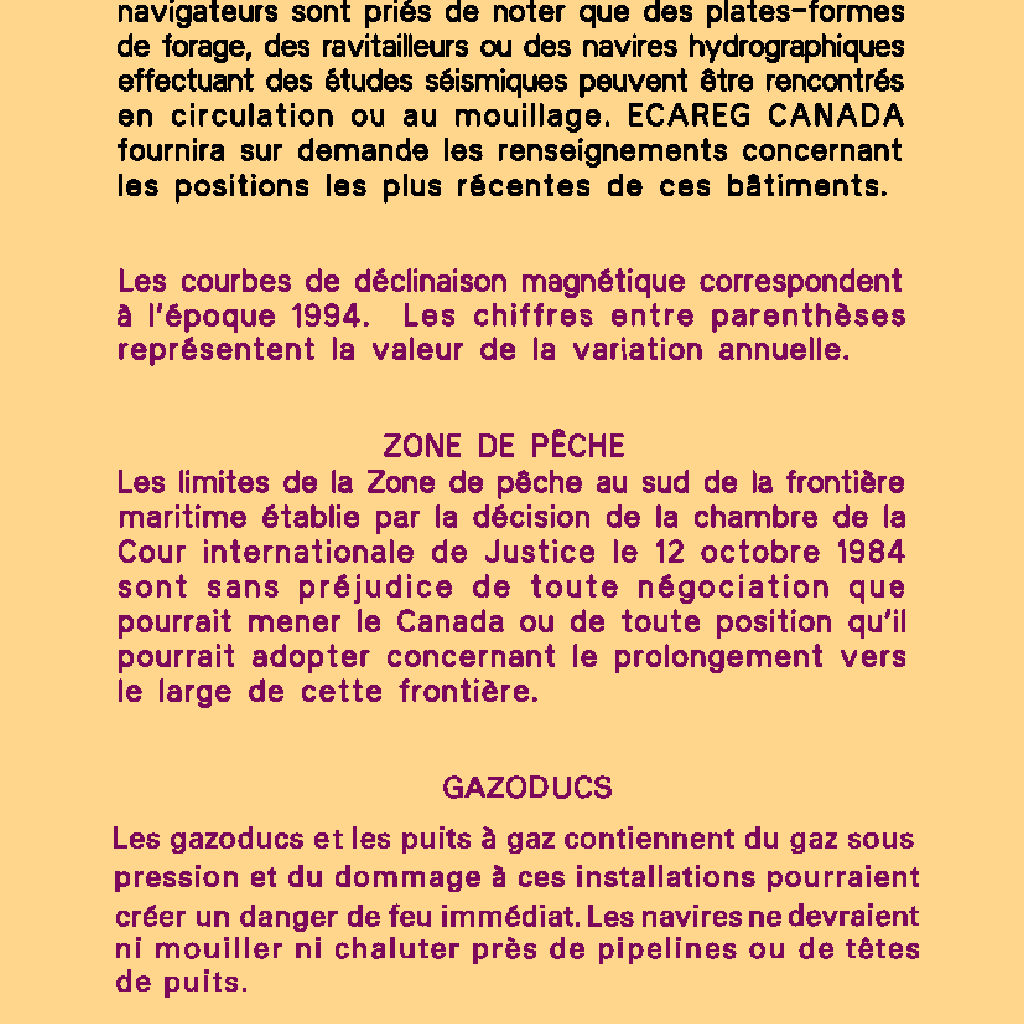 navigateurs sont priés de noter que des plates-formes
de forage, des ravitailleurs ou des navires hydrographiques
effectuant des études séismiques peuvent être rencontrés
en circulation ou au mouillage. ECAREG CANADA
fournira sur demande les renseignements concernant
les positions les plus récentes de ces bâtiments.
Les courbes de déclinaison magnétique correspondent
à l'époque 1994. Les chiffres entre parenthèses
représentent la valeur de la variation annuelle.
ZONE DE PÊCHE
Les limites de la Zone de pêche au sud de la frontière
maritime établie par la décision de la chambre de la
Cour internationale de Justice le 12 octobre 1984
sont sans préjudice de toute négociation que
pourrait mener le Canada ou de toute position qu'il
pourrait adopter concernant le prolongement vers
le large de cette frontière.
GAZODUCS
Les gazoducs et les puits à gaz contiennent du gaz sous
pression et du dommage à ces installations pourraient
créer un danger de feu immédiat. Les navires ne devraient
ni mouiller ni chaluter près de pipelines ou de têtes
de puits.